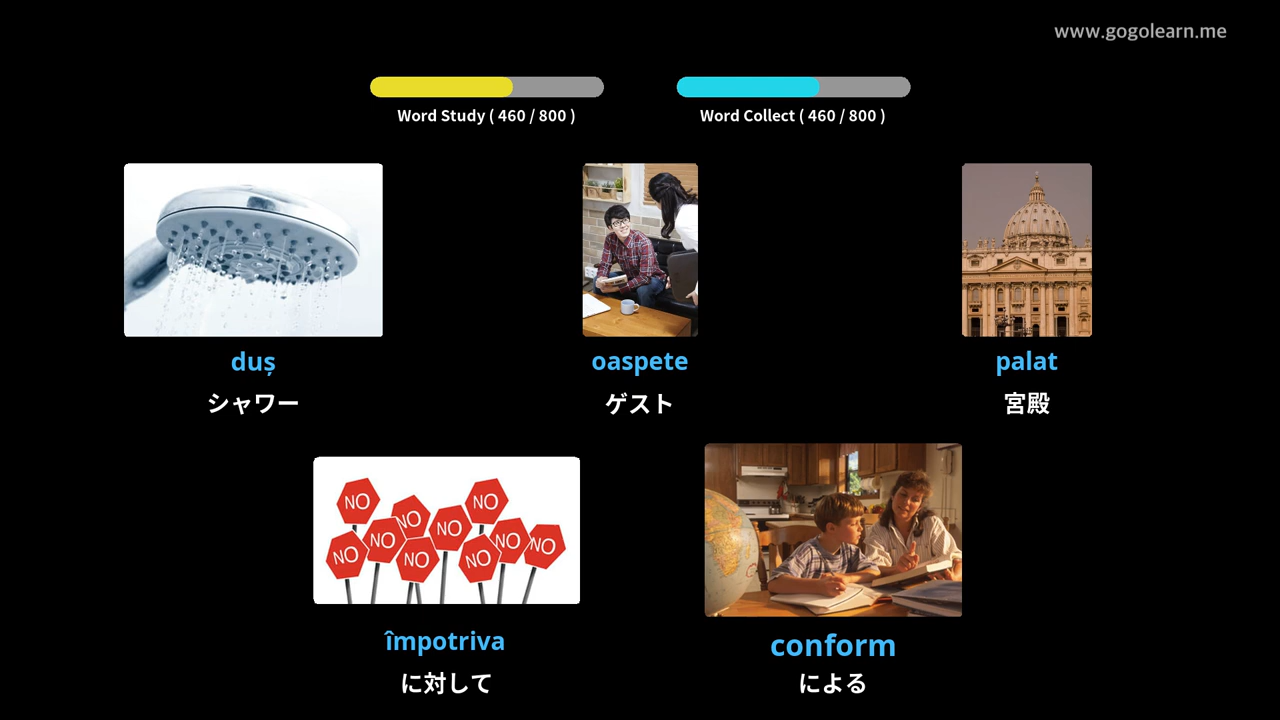 www.gogolearn.me
Word Study ( 460 / 800 )
Word Collect ( 460 / 800 )
duș
oaspete
palat
シャワー
ゲスト
宮殿
NO
NO
NO
NO
NO
NO
NO
NO
NO
NO
împotriva
conform
に対して
による